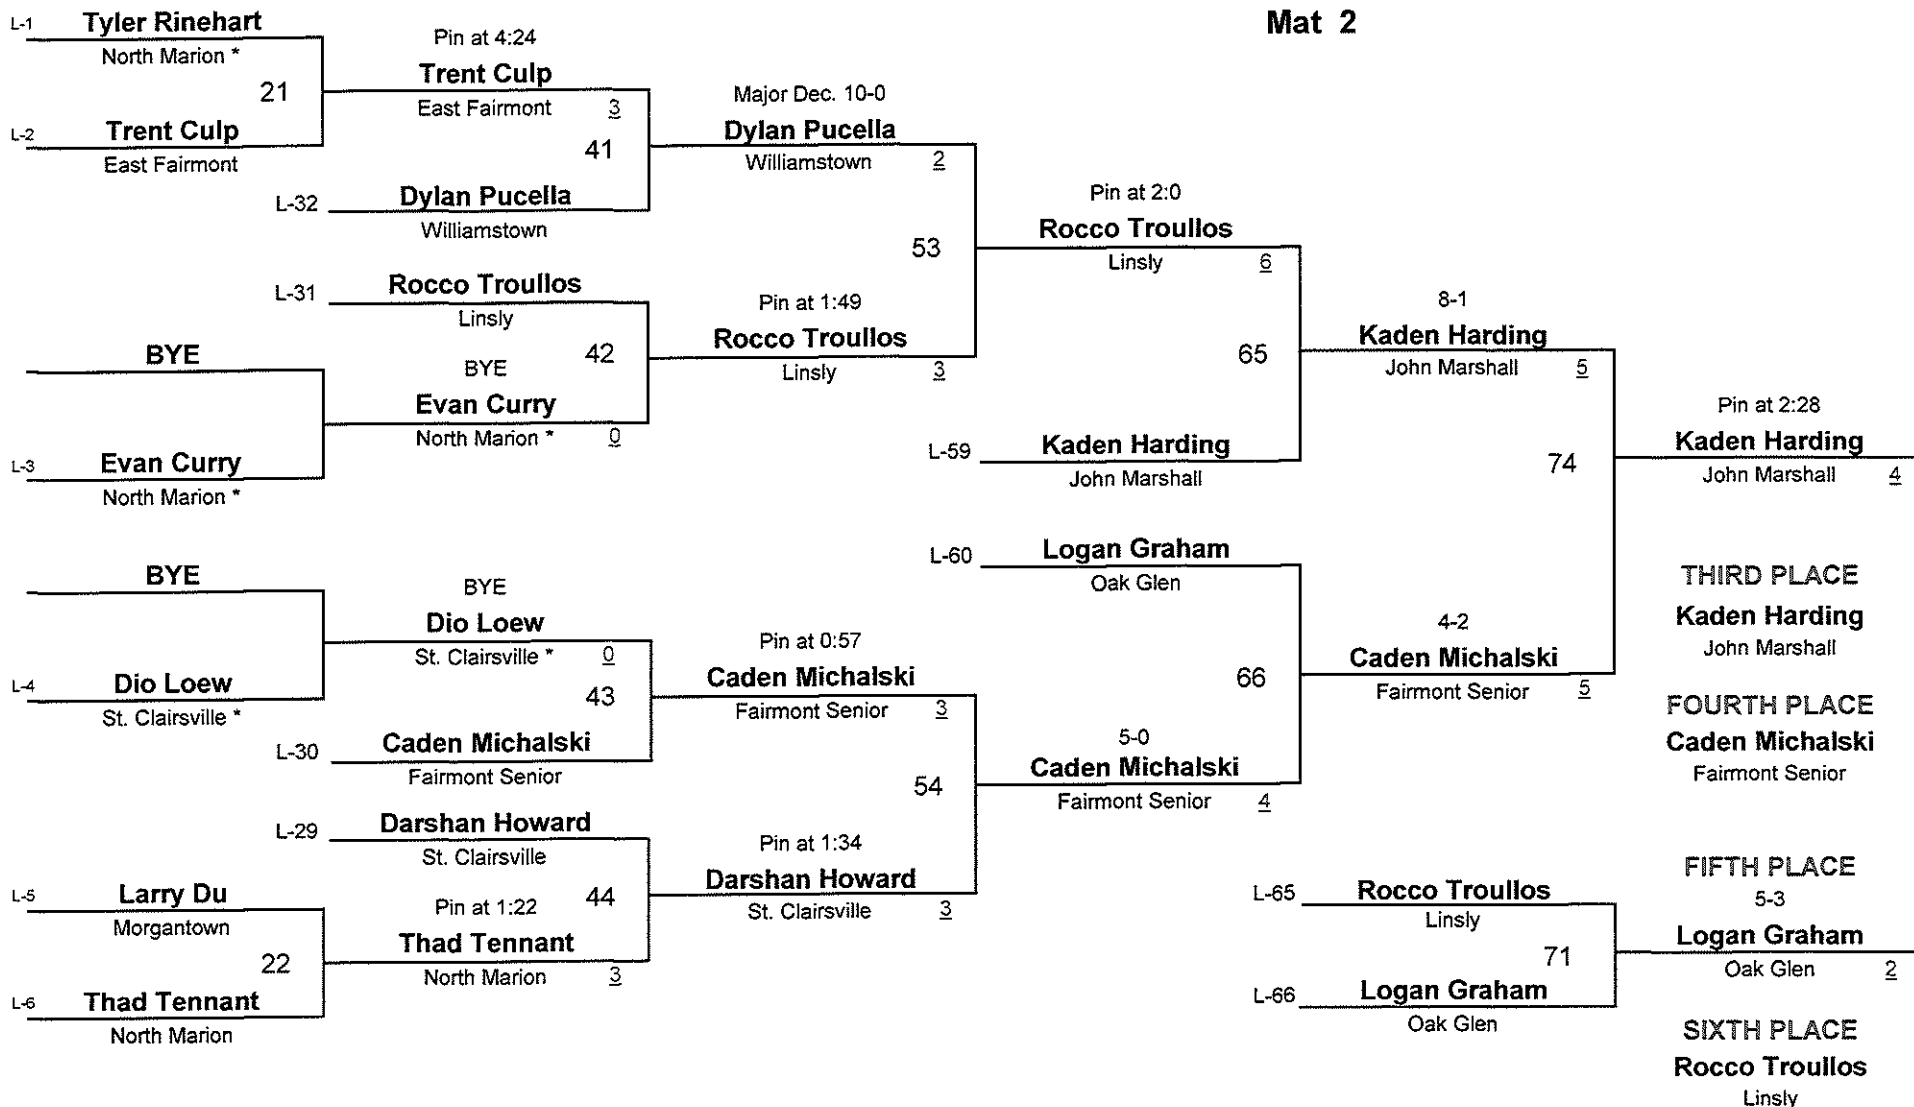 Mat 2
L-1 Tyler Rinehart
North Marion *
21
L-2 Trent Culp
East Fairmont
BYE
L-3 Evan Curry
North Marion *
BYE
L-4 Dio Loew
St. Clairsville *
L-5 Larry Du
Morgantown
22
L-6 Thad Tennant
North Marion
Pin at 4:24
Trent Culp
East Fairmont 3
41
L-32 Dylan Pucella
Williamstown
L-31 Rocco Troullos
Linsly
42
BYE
Evan Curry
North Marion * 0
BYE
Dio Loew
St. Clairsville * 0
43
L-30 Caden Michalski
Fairmont Senior
L-29 Darshan Howard
St. Clairsville
44
Pin at 1:22
Thad Tennant
North Marion 3
Major Dec. 10-0
Dylan Pucella
Williamstown 2
53
Pin at 1:49
Rocco Troullos
Linsly 3
Pin at 0:57
Caden Michalski
Fairmont Senior 3
54
Pin at 1:34
Darshan Howard
St. Clairsville 3
Pin at 2:0
Rocco Troullos
Linsly 6
65
L-59 Kaden Harding
John Marshall
L-60 Logan Graham
Oak Glen
66
5-0
Caden Michalski
Fairmont Senior 4
8-1
Kaden Harding
John Marshall 5
74
4-2
Caden Michalski
Fairmont Senior 5
L-65 Rocco Troullos
Linsly
71
L-66 Logan Graham
Oak Glen
Pin at 2:28
Kaden Harding
John Marshall 4
THIRD PLACE
Kaden Harding
John Marshall
FOURTH PLACE
Caden Michalski
Fairmont Senior
FIFTH PLACE
5-3
Logan Graham
Oak Glen 2
SIXTH PLACE
Rocco Troullos
Linsly